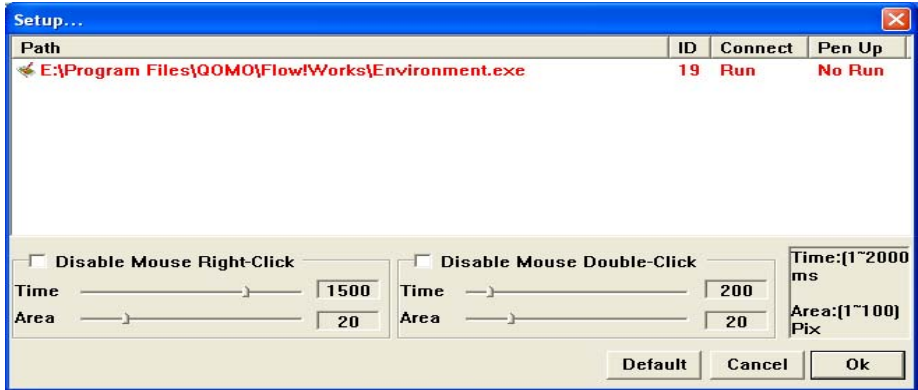 Setup...
Path ID Connect Pen Up
E:\Program Files\QOMO\Flow!Works\Environment.exe 19 Run No Run
Disable Mouse Right-Click
Time 1500
Area 20
Disable Mouse Double-Click
Time 200
Area 20
Time:(1~2000
ms
Area:(1~100)
Pix
Default Cancel Ok